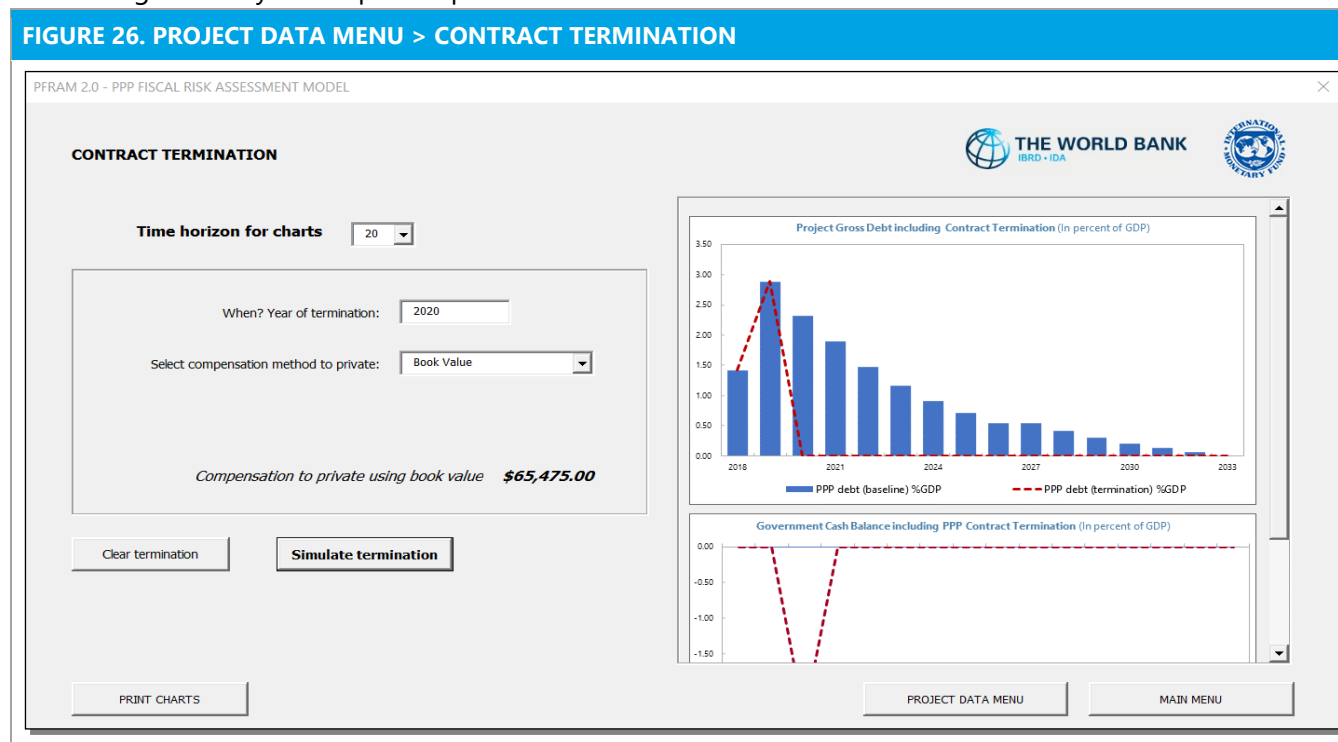 FIGURE 26. PROJECT DATA MENU > CONTRACT TERMINATION
PFRAM 2.0 - PPP FISCAL RISK ASSESSMENT MODEL
CONTRACT TERMINATION
THE WORLD BANK
IBRD • IDA
INTERNATIONAL MONETARY FUND
Time horizon for charts 20
When? Year of termination: 2020
Select compensation method to private: Book Value
Compensation to private using book value $65,475.00
Clear termination
Simulate termination
Project Gross Debt including Contract Termination (In percent of GDP)
3.50
3.00
2.50
2.00
1.50
1.00
0.50
0.00
2018 2021 2024 2027 2030 2033
PPP debt (baseline) %GDP PPP debt (termination) %GDP
Government Cash Balance including PPP Contract Termination (In percent of GDP)
0.00
-0.50
-1.00
-1.50
PRINT CHARTS
PROJECT DATA MENU
MAIN MENU